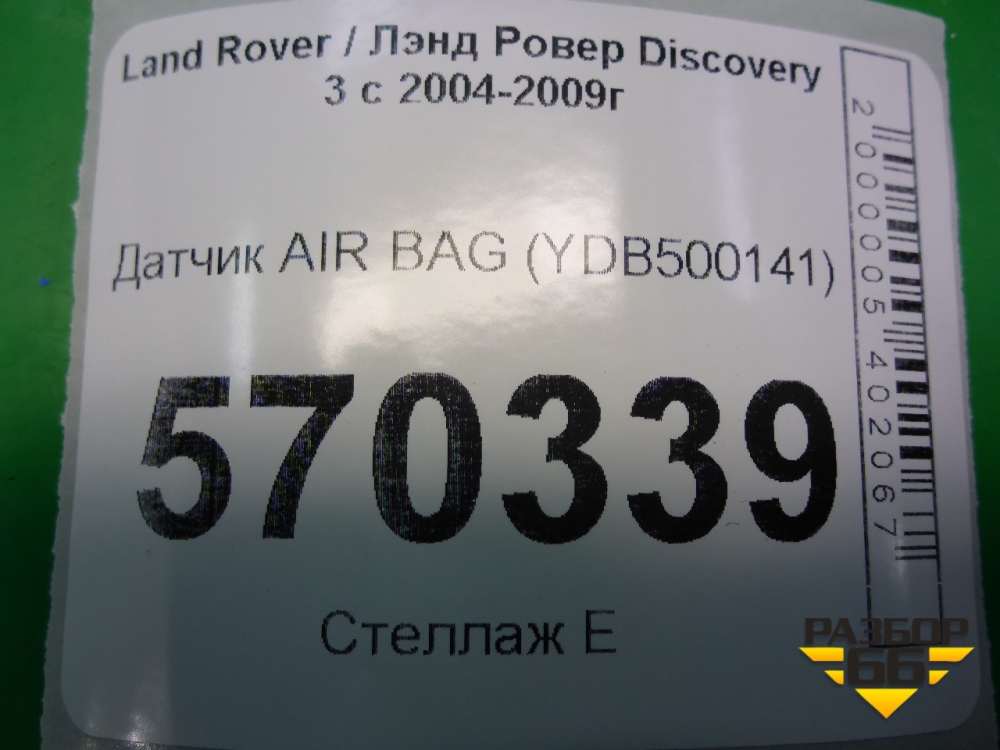 Land Rover / Лэнд Ровер Discovery
3 с 2004-2009г
Датчик AIR BAG (YDB500141)
570339
Стеллаж Е
2000005402067
РАЗБОР
66